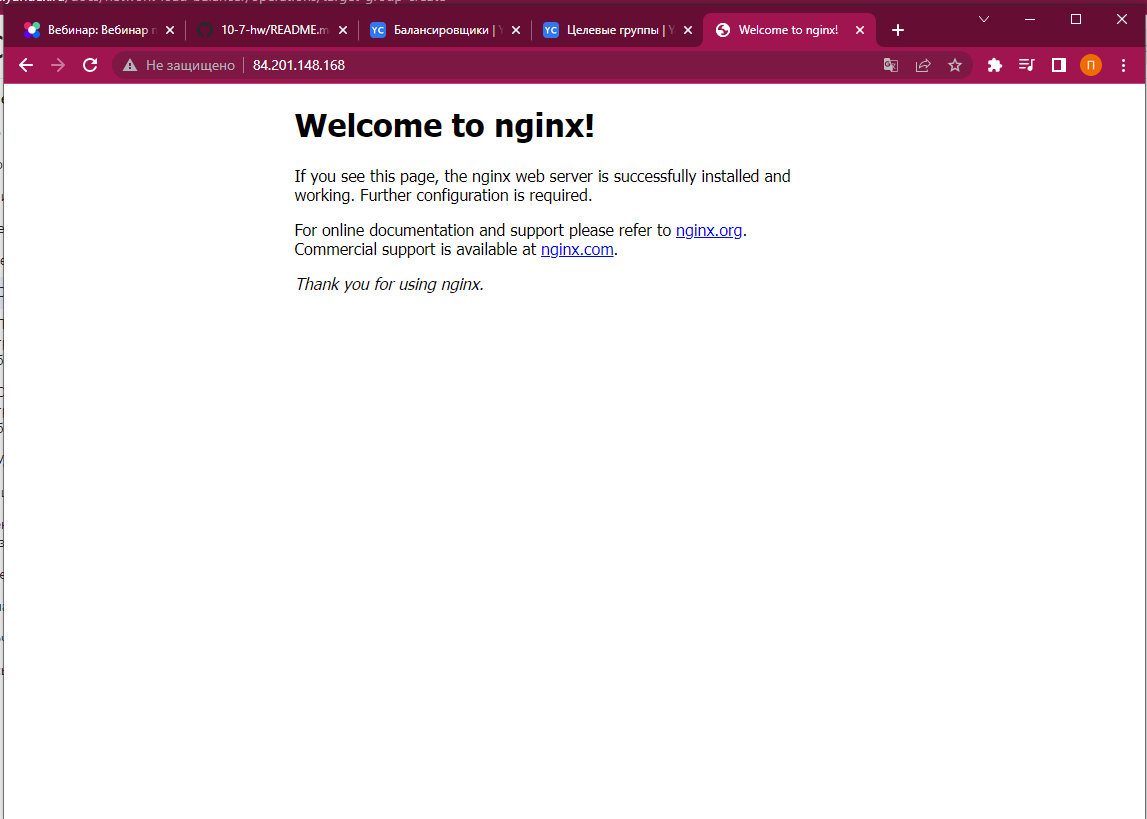 Вебинар: Вебинар
10-7-hw/README.m
Балансировщики |
Целевые группы |
Welcome to nginx!
Не защищено
84.201.148.168
П
Welcome to nginx!
If you see this page, the nginx web server is successfully installed and
working. Further configuration is required.
For online documentation and support please refer to nginx.org.
Commercial support is available at nginx.com.
Thank you for using nginx.